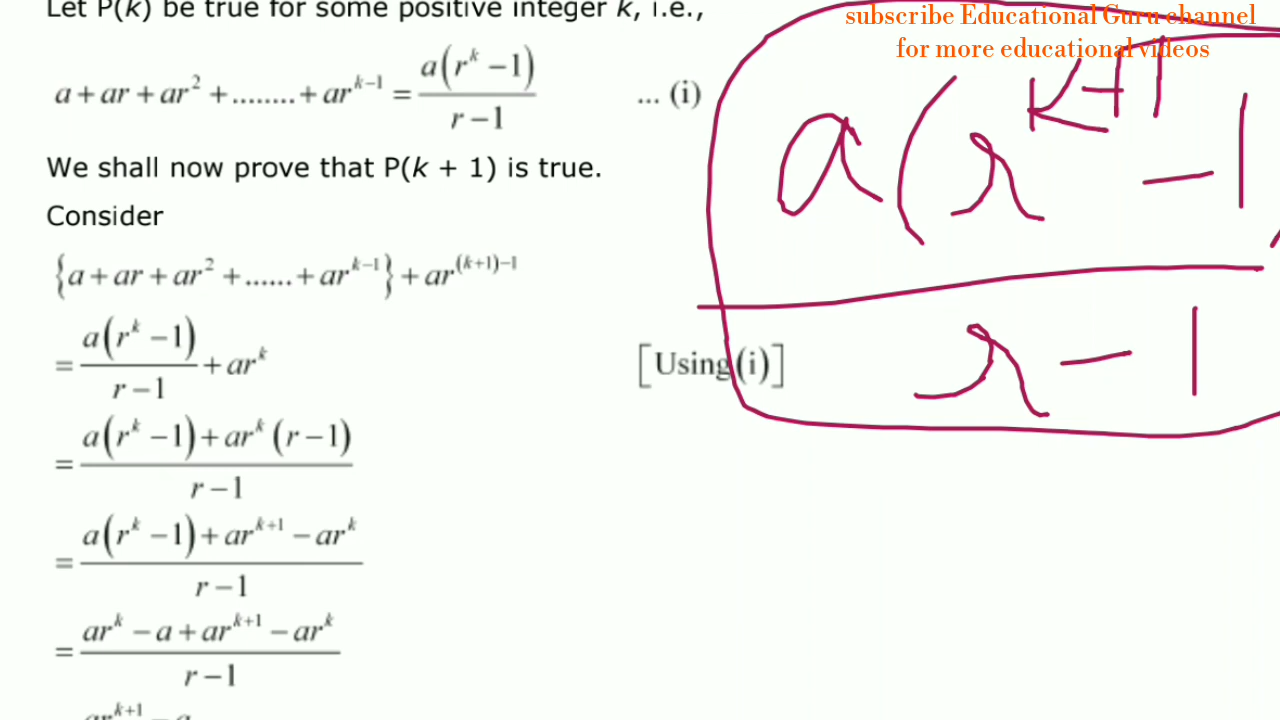 Let P(k) be true for some positive integer k, i.e.,
subscribe Educational Guru channel
for more educational videos
a + ar + ar² + ........ + ar^(k−1) = a(r^k − 1) / (r − 1) ... (i)
a(r^(k+1) − 1) / (r − 1)
We shall now prove that P(k + 1) is true.
Consider
{a + ar + ar² + ...... + ar^(k−1)} + ar^((k+1)−1)
= a(r^k − 1) / (r − 1) + ar^k [Using (i)]
= (a(r^k − 1) + ar^k (r − 1)) / (r − 1)
= (a(r^k − 1) + ar^(k+1) − ar^k) / (r − 1)
= (ar^k − a + ar^(k+1) − ar^k) / (r − 1)
ar^(k+1) − a